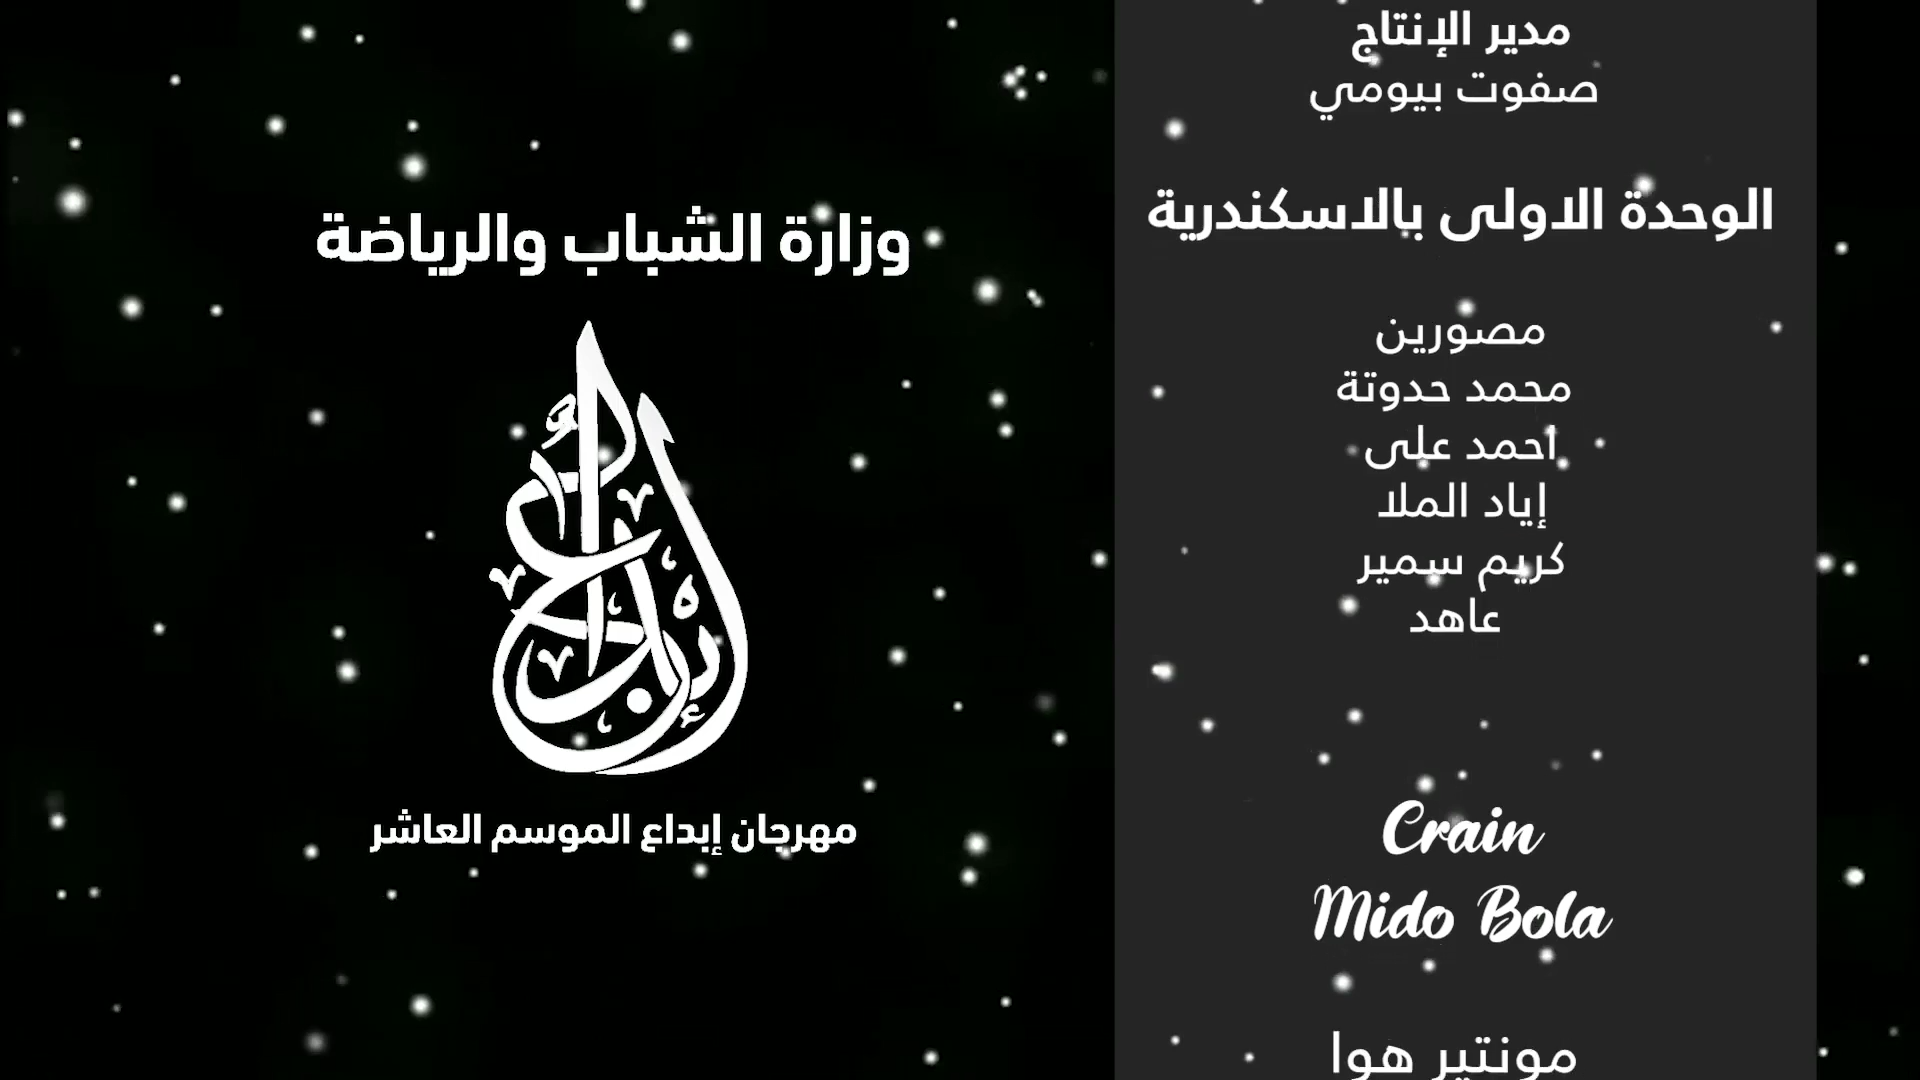 وزارة الشباب والرياضة
إبداع
مهرجان إبداع الموسم العاشر
مدير الإنتاج
صفوت بيومي
الوحدة الاولى بالاسكندرية
مصورين
محمد حدوتة
احمد على
إياد الملا
كريم سمير
عاهد
Crain
Mido Bola
مونتير هوا